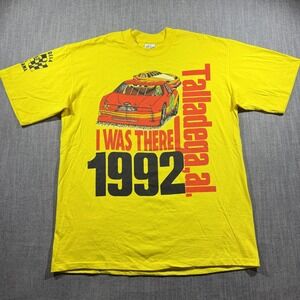 I WAS THERE
1992
Talladega, al.